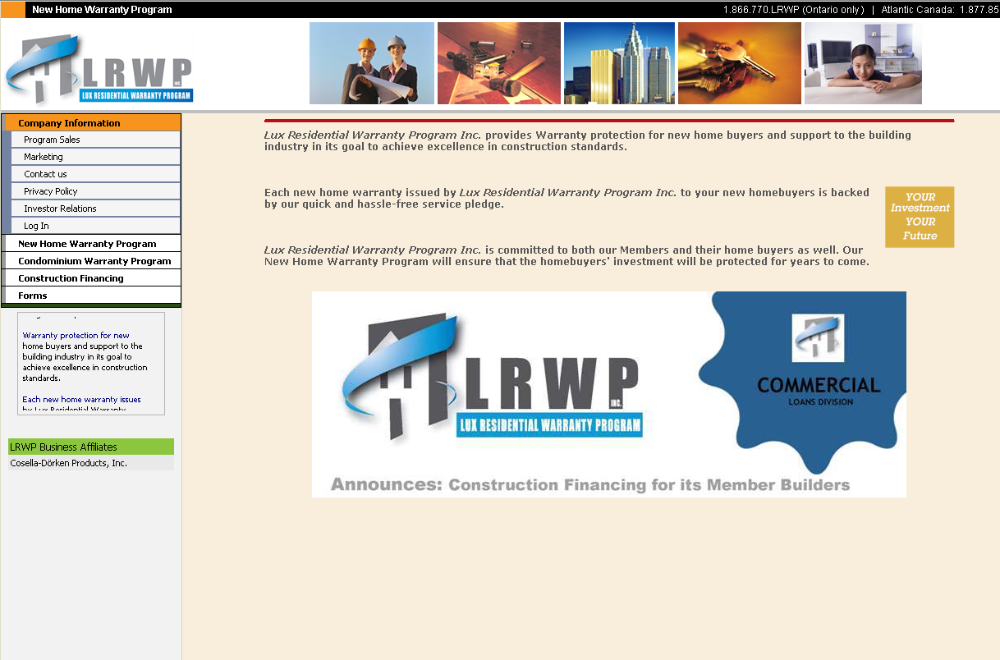 New Home Warranty Program
1.866.770.LRWP (Ontario only) | Atlantic Canada: 1.877.85
LRWP
INC.
LUX RESIDENTIAL WARRANTY PROGRAM
Company Information
Program Sales
Marketing
Contact us
Privacy Policy
Investor Relations
Log In
New Home Warranty Program
Condominium Warranty Program
Construction Financing
Forms
Warranty protection for new
home buyers and support to the
building industry in its goal to
achieve excellence in construction
standards.
Each new home warranty issues
by Lux Residential Warranty
LRWP Business Affiliates
Cosella-Dörken Products, Inc.
Lux Residential Warranty Program Inc. provides Warranty protection for new home buyers and support to the building
industry in its goal to achieve excellence in construction standards.
Each new home warranty issued by Lux Residential Warranty Program Inc. to your new homebuyers is backed
by our quick and hassle-free service pledge.
YOUR
Investment
YOUR
Future
Lux Residential Warranty Program Inc. is committed to both our Members and their home buyers as well. Our
New Home Warranty Program will ensure that the homebuyers' investment will be protected for years to come.
LRWP
INC.
LUX RESIDENTIAL WARRANTY PROGRAM
COMMERCIAL
LOANS DIVISION
Announces: Construction Financing for its Member Builders